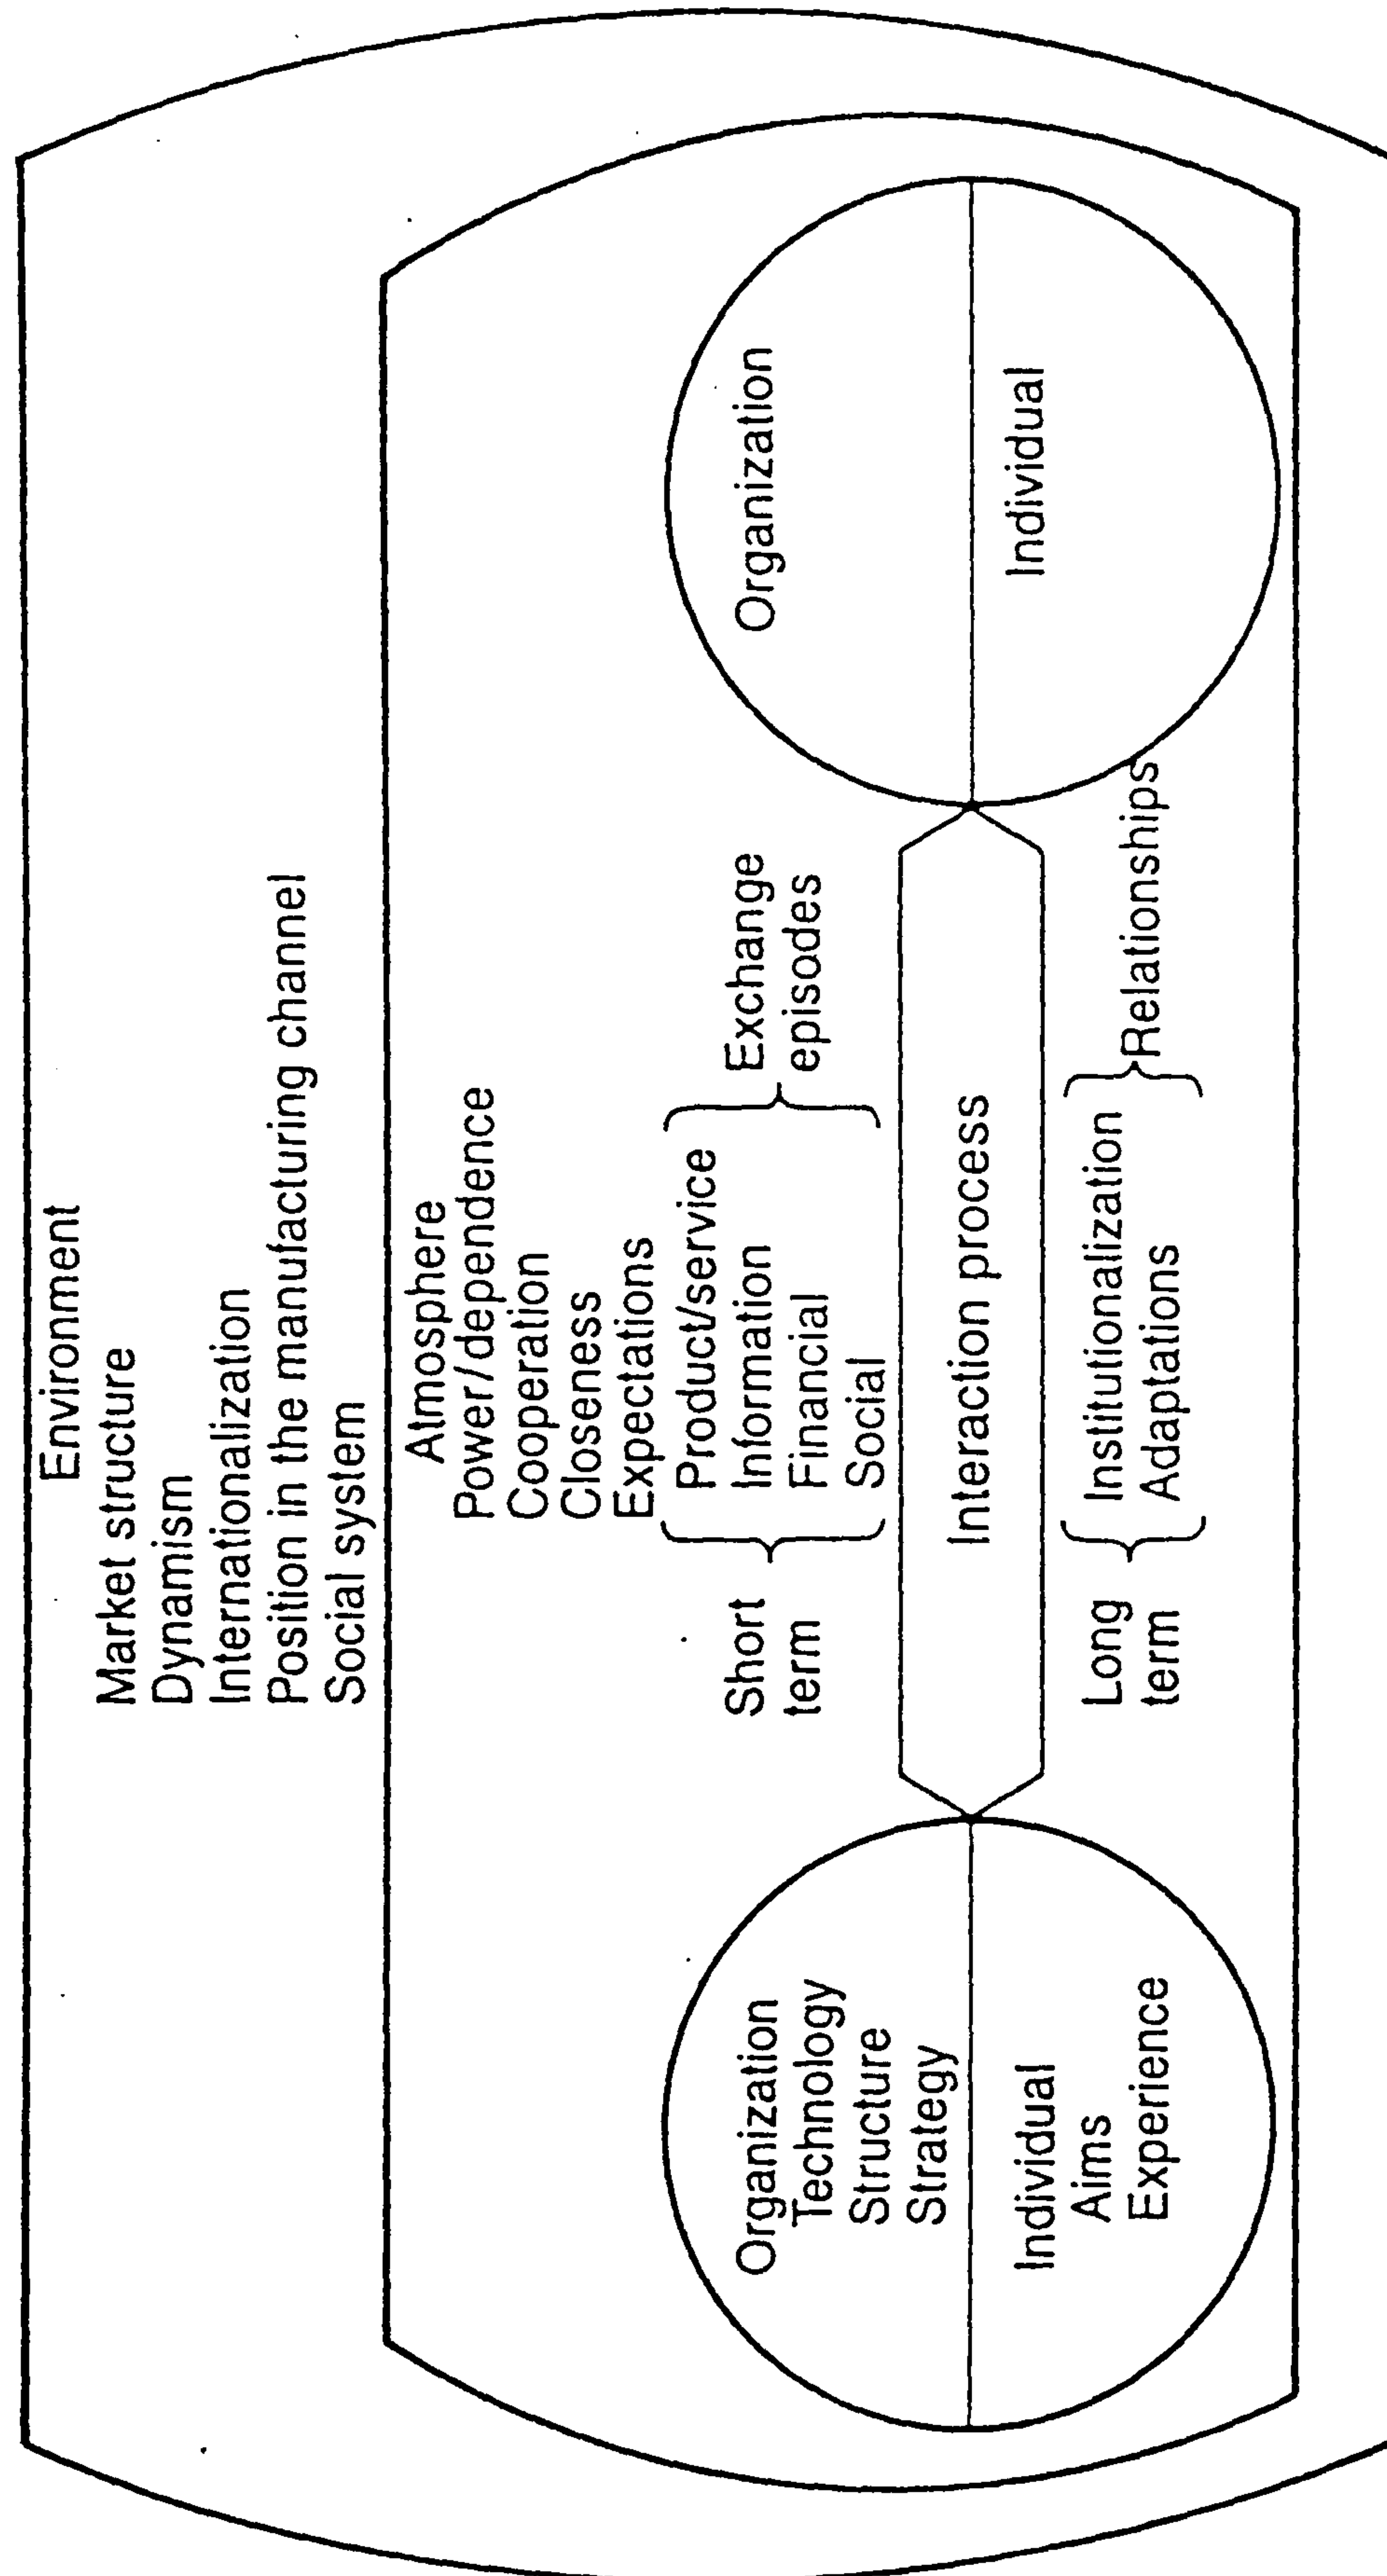 Environment
Market structure
Dynamism
Internationalization
Position in the manufacturing channel
Social system
Atmosphere
Power/dependence
Cooperation
Closeness
Expectations
Short
term
Product/service
Information
Financial
Social
Exchange
episodes
Interaction process
Long
term
Institutionalization
Adaptations
Relationships
Organization
Technology
Structure
Strategy
Individual
Aims
Experience
Organization
Individual